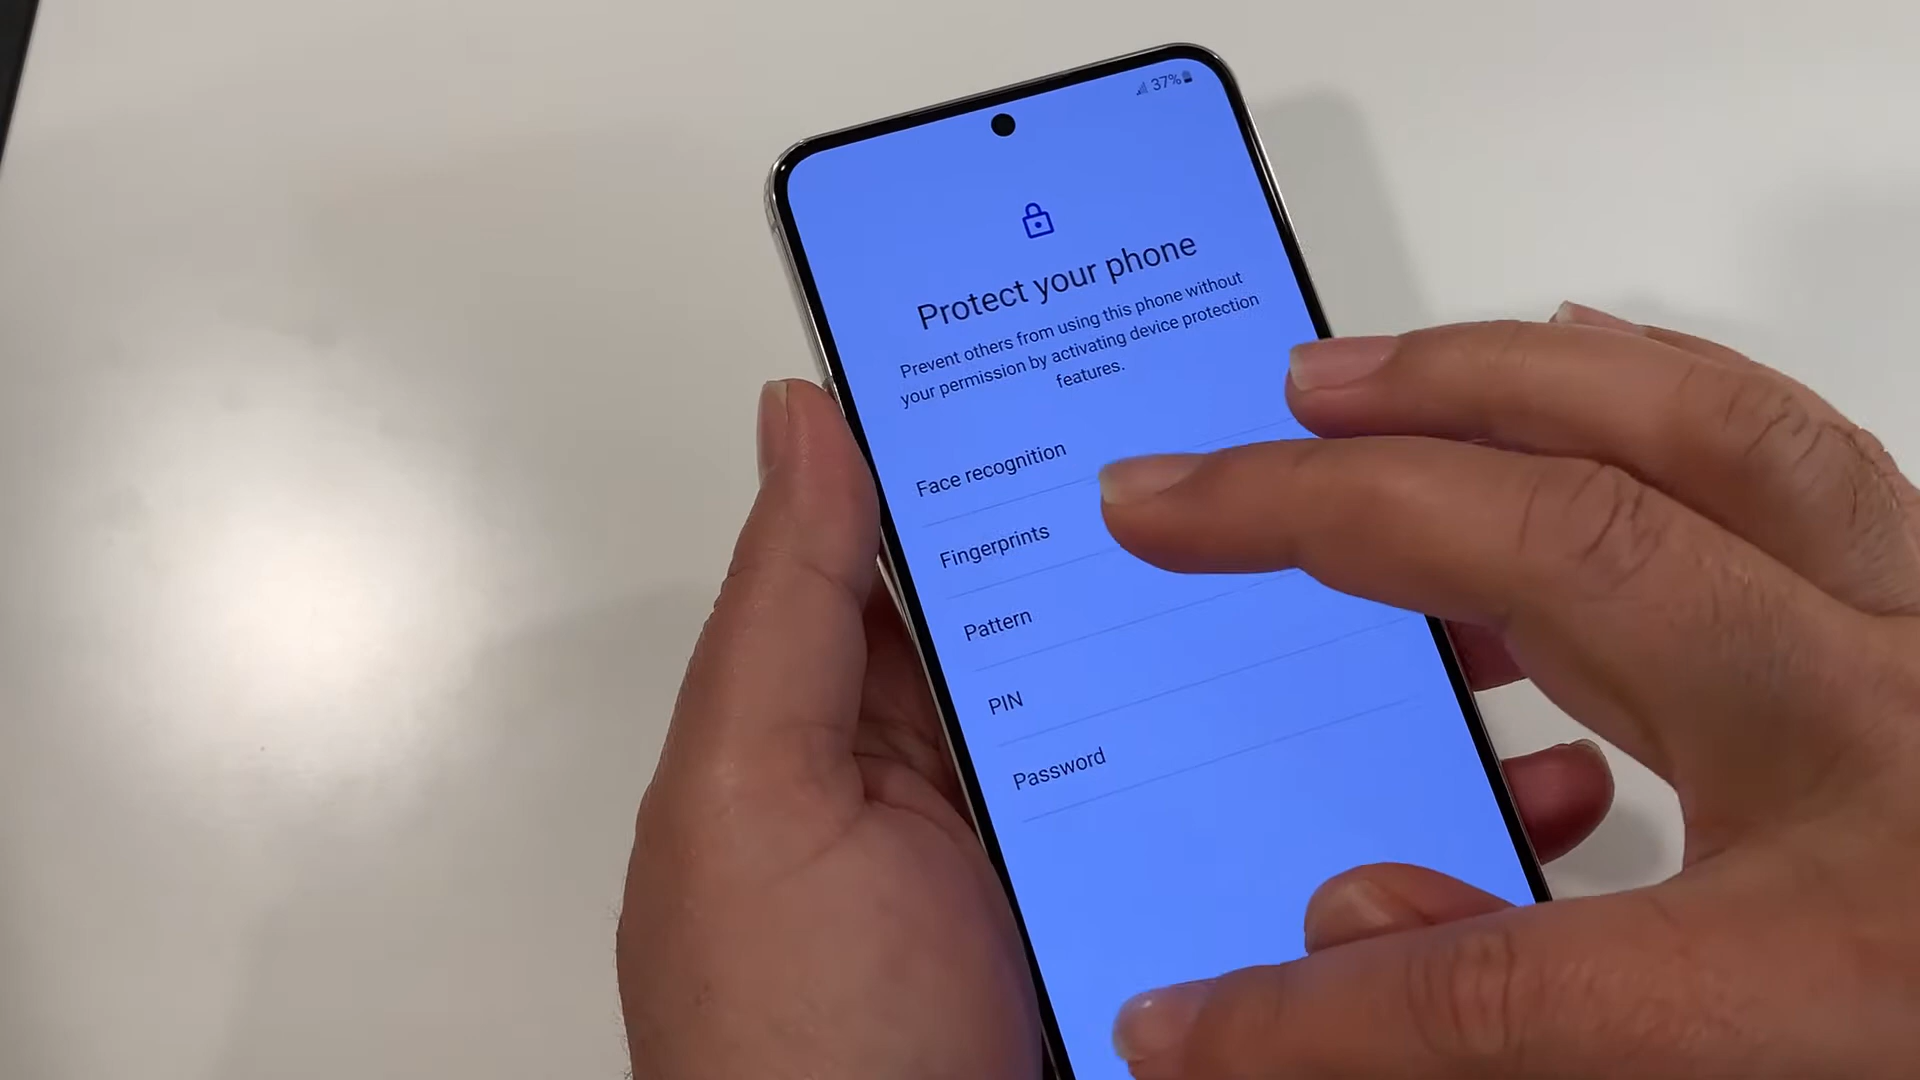 37%
Protect your phone
Prevent others from using this phone without
your permission by activating device protection
features.
Face recognition
Fingerprints
Pattern
PIN
Password